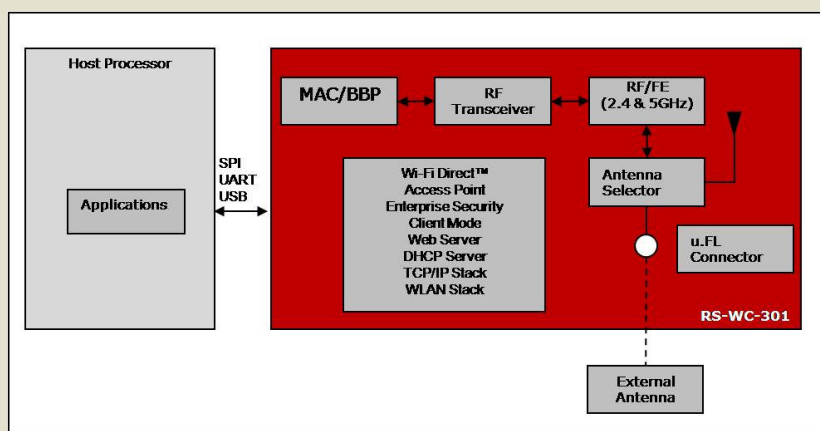 Host Processor
Applications
SPI
UART
USB
MAC/BBP
RF
Transceiver
RF/FE
(2.4 & 5GHz)
Wi-Fi Direct™
Access Point
Enterprise Security
Client Mode
Web Server
DHCP Server
TCP/IP Stack
WLAN Stack
Antenna
Selector
u.FL
Connector
RS-WC-301
External
Antenna